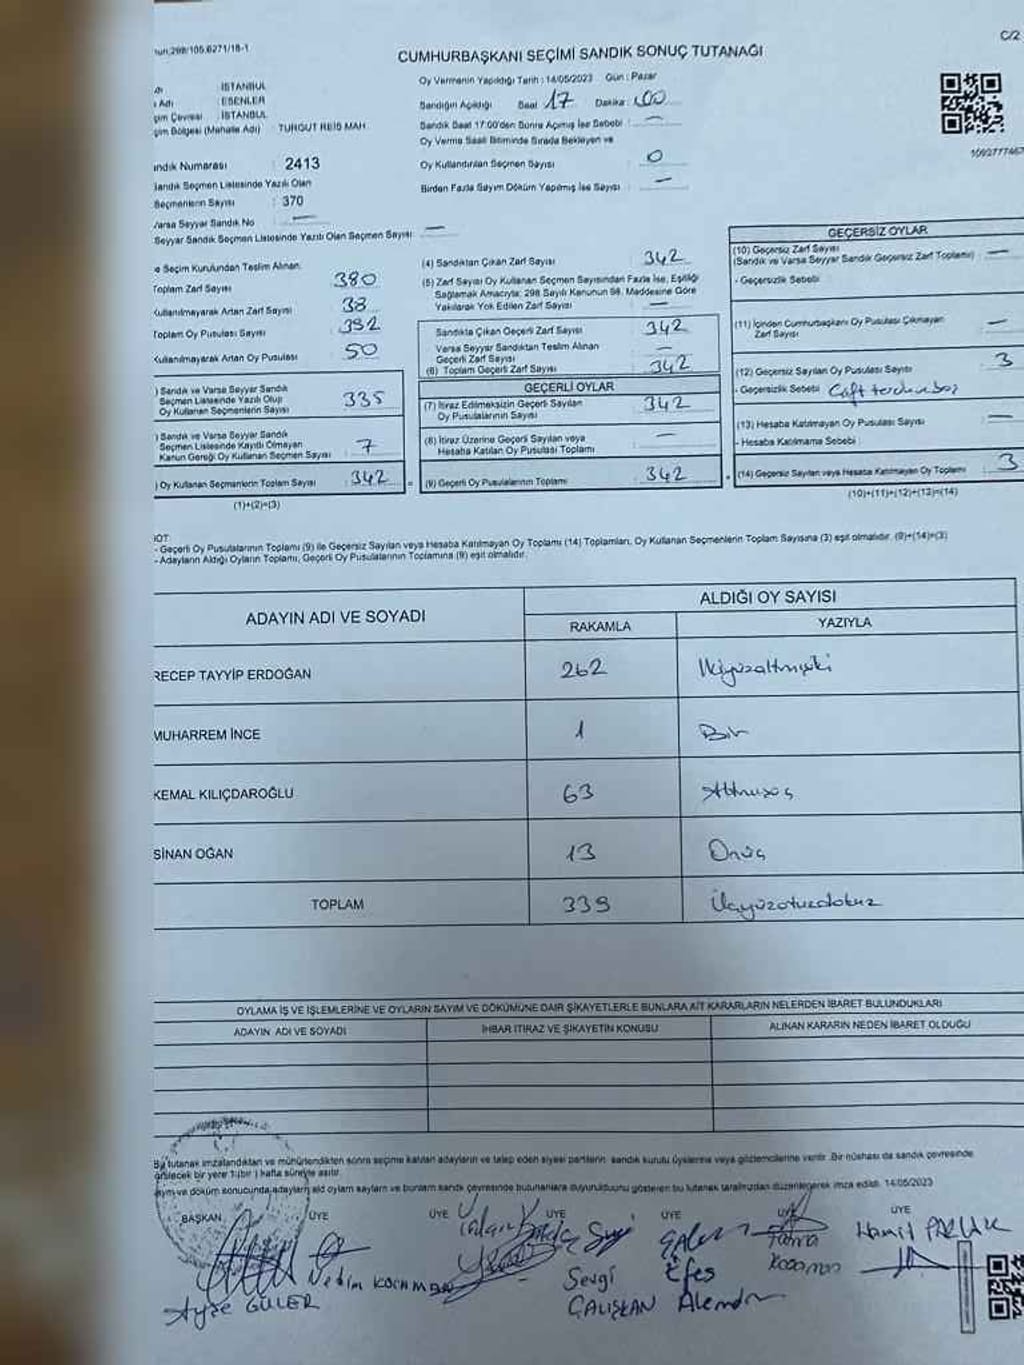 298/105.6271/18-1
C/2
CUMHURBAŞKANI SEÇİMİ SANDIK SONUÇ TUTANAĞI
İSTANBUL
Adı ESENLER
çim Çevresi İSTANBUL
çim Bölgesi (Mahalle Adı) TURGUT REİS MAH.
Oy Vermenin Yapıldığı Tarih : 14/05/2023 Gün : Pazar
Sandığın Açıldığı Saat 17 Dakika : 00
Sandık Saat 17:00'den Sonra Açılmış İse Sebebi : —
Oy Verme Saati Bitiminde Sırada Bekleyen ve
Oy Kullandırılan Seçmen Sayısı : 0
Birden Fazla Sayım Döküm Yapılmış İse Sayısı : —
andık Numarası : 2413
Sandık Seçmen Listesinde Yazılı Olan
Seçmenlerin Sayısı : 370
Varsa Seyyar Sandık No : —
Seyyar Sandık Seçmen Listesinde Yazılı Olan Seçmen Sayısı : —
e Seçim Kurulundan Teslim Alınan
Toplam Zarf Sayısı 380
Kullanılmayarak Artan Zarf Sayısı 38
Toplam Oy Pusulası Sayısı 392
Kullanılmayarak Artan Oy Pusulası 50
) Sandık ve Varsa Seyyar Sandık
Seçmen Listesinde Yazılı Olup
Oy Kullanan Seçmenlerin Sayısı 335
) Sandık ve Varsa Seyyar Sandık
Seçmen Listesinde Kayıtlı Olmayan
Kanun Gereği Oy Kullanan Seçmen Sayısı 7
) Oy Kullanan Seçmenlerin Toplam Sayısı 342
(1)+(2)=(3)
(4) Sandıktan Çıkan Zarf Sayısı 342
(5) Zarf Sayısı Oy Kullanan Seçmen Sayısından Fazla İse, Eşitliği
Sağlamak Amacıyla; 298 Sayılı Kanunun 98. Maddesine Göre
Yakılarak Yok Edilen Zarf Sayısı —
Sandıkta Çıkan Geçerli Zarf Sayısı 342
Varsa Seyyar Sandıktan Teslim Alınan
Geçerli Zarf Sayısı —
(6) Toplam Geçerli Zarf Sayısı 342
GEÇERLİ OYLAR
(7) İtiraz Edilmeksizin Geçerli Sayılan
Oy Pusulalarının Sayısı 342
(8) İtiraz Üzerine Geçerli Sayılan veya
Hesaba Katılan Oy Pusulası Toplamı —
(9) Geçerli Oy Pusulalarının Toplamı 342
GEÇERSİZ OYLAR
(10) Geçersiz Zarf Sayısı
(Sandık ve Varsa Seyyar Sandık Geçersiz Zarf Toplamı) —
- Geçersizlik Sebebi
(11) İçinden Cumhurbaşkanı Oy Pusulası Çıkmayan
Zarf Sayısı —
(12) Geçersiz Sayılan Oy Pusulası Sayısı 3
- Geçersizlik Sebebi
(13) Hesaba Katılmayan Oy Pusulası Sayısı —
- Hesaba Katılmama Sebebi
(14) Geçersiz Sayılan veya Hesaba Katılmayan Oy Toplamı 3
(10)+(11)+(12)+(13)=(14)
NOT
- Geçerli Oy Pusulalarının Toplamı (9) ile Geçersiz Sayılan veya Hesaba Katılmayan Oy Toplamı (14) Toplamları, Oy Kullanan Seçmenlerin Toplam Sayısına (3) eşit olmalıdır. (9)+(14)=(3)
- Adayların Aldığı Oyların Toplamı, Geçerli Oy Pusulalarının Toplamına (9) eşit olmalıdır.
ADAYIN ADI VE SOYADI ALDIĞI OY SAYISI
RAKAMLA YAZIYLA
RECEP TAYYİP ERDOĞAN 262 İkiyüzaltmışiki
MUHARREM İNCE 1 Bir
KEMAL KILIÇDAROĞLU 63 Altmışüç
SİNAN OĞAN 13 Onüç
TOPLAM 339 Üçyüzotuzdokuz
OYLAMA İŞ VE İŞLEMLERİNE VE OYLARIN SAYIM VE DÖKÜMÜNE DAİR ŞİKAYETLERLE BUNLARA AİT KARARLARIN NELERDEN İBARET BULUNDUKLARI
ADAYIN ADI VE SOYADI İHBAR İTİRAZ VE ŞİKAYETİN KONUSU ALINAN KARARIN NEDEN İBARET OLDUĞU
Bu tutanak imzalandıktan ve mühürlendikten sonra seçime katılan adayların ve talep eden siyasi partilerin sandık kurulu üyelerine veya gözlemcilerine verilir. Bir nüshası da sandık çevresinde
görülecek bir yere 1 (bir) hafta süreyle asılır.
ayım ve döküm sonucunda adayların aldığı oyların sayılarını ve bunların sandık çevresinde bulunanlara duyurulduğunu gösteren bu tutanak tarafımızdan düzenlenerek imza edildi. 14/05/2023
BAŞKAN ÜYE ÜYE ÜYE ÜYE ÜYE ÜYE
Ayşe GÜLER
Sevgi ÇALIŞKAN
Efes
Hamit PARLAK